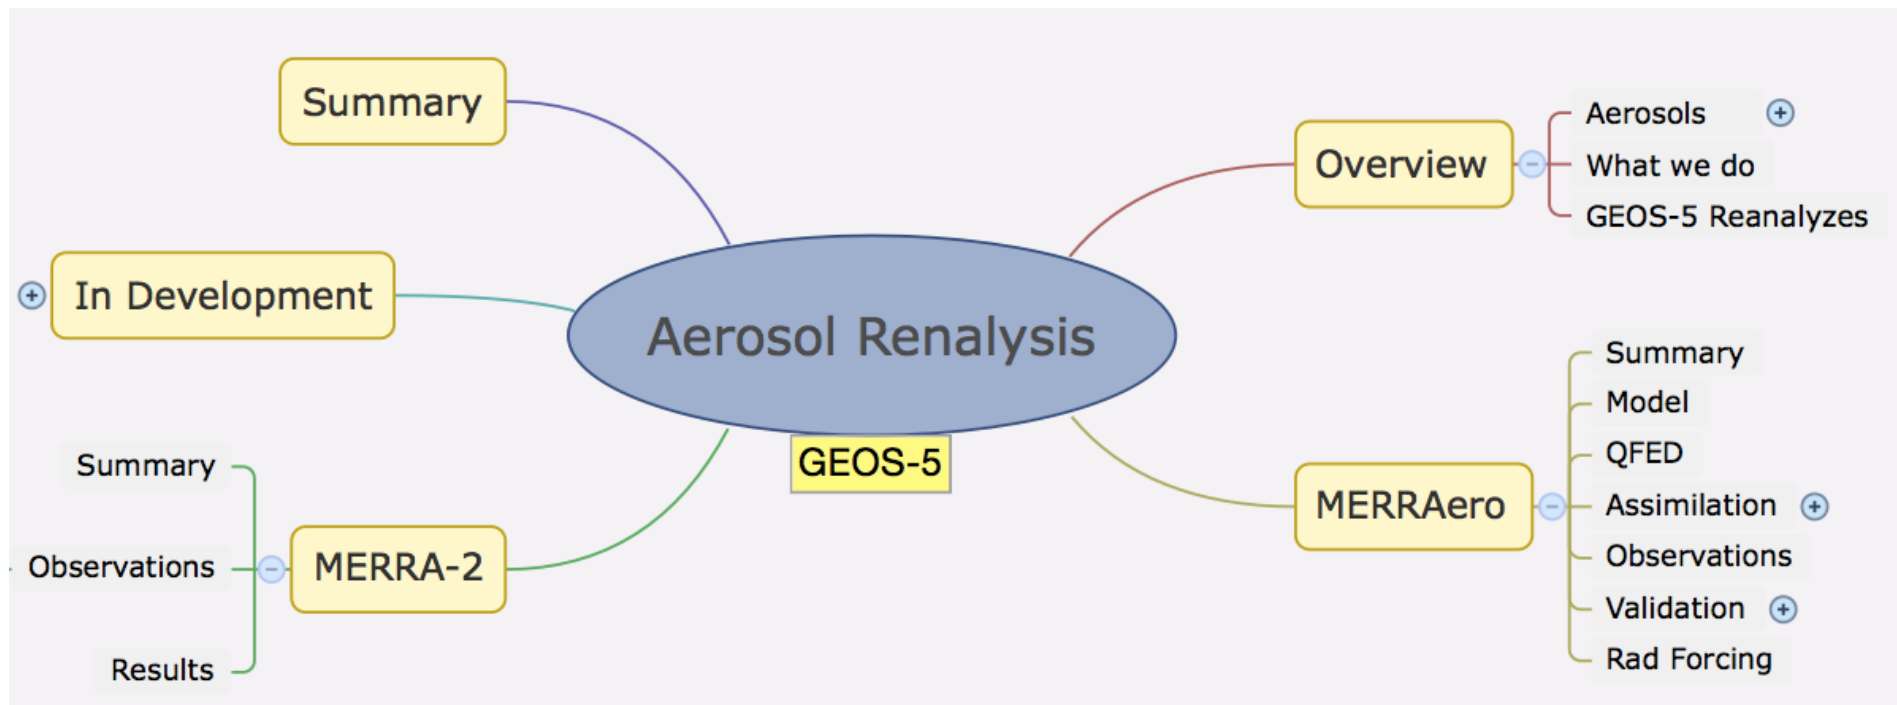 Summary
In Development
Aerosol Renalysis
GEOS-5
Summary
Observations
Results
MERRA-2
Overview
Aerosols
What we do
GEOS-5 Reanalyzes
MERRAero
Summary
Model
QFED
Assimilation
Observations
Validation
Rad Forcing